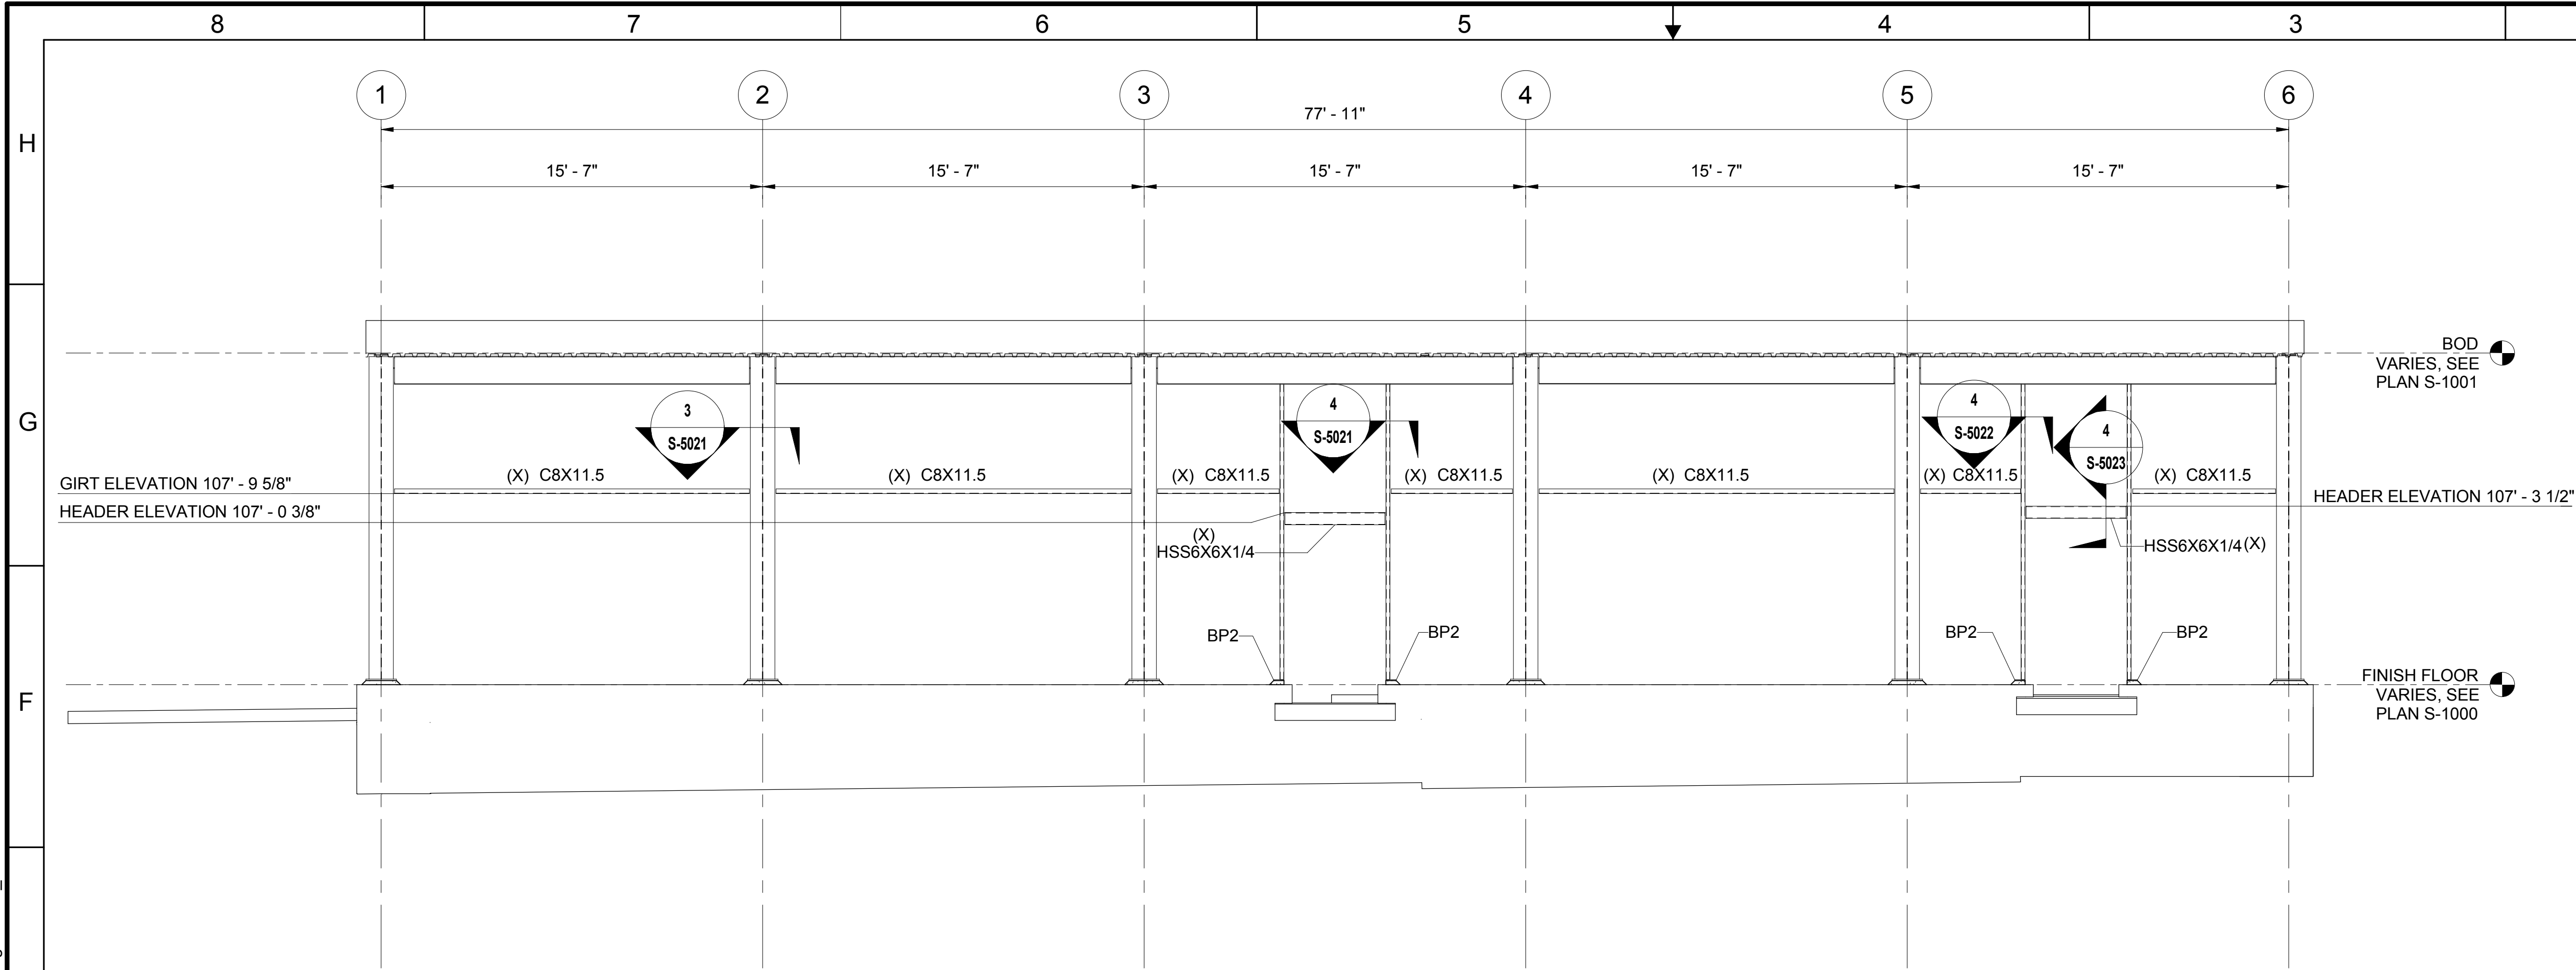 8 7 6 5 4 3
H
G
F
1 2 3 4 5 6
77' - 11"
15' - 7" 15' - 7" 15' - 7" 15' - 7" 15' - 7"
BOD
VARIES, SEE
PLAN S-1001
3
S-5021
4
S-5021
4
S-5022
4
S-5023
(X) C8X11.5 (X) C8X11.5 (X) C8X11.5 (X) C8X11.5 (X) C8X11.5 (X) C8X11.5 (X) C8X11.5
GIRT ELEVATION 107' - 9 5/8"
HEADER ELEVATION 107' - 0 3/8"
HEADER ELEVATION 107' - 3 1/2"
(X)
HSS6X6X1/4
HSS6X6X1/4 (X)
BP2 BP2 BP2 BP2
FINISH FLOOR
VARIES, SEE
PLAN S-1000